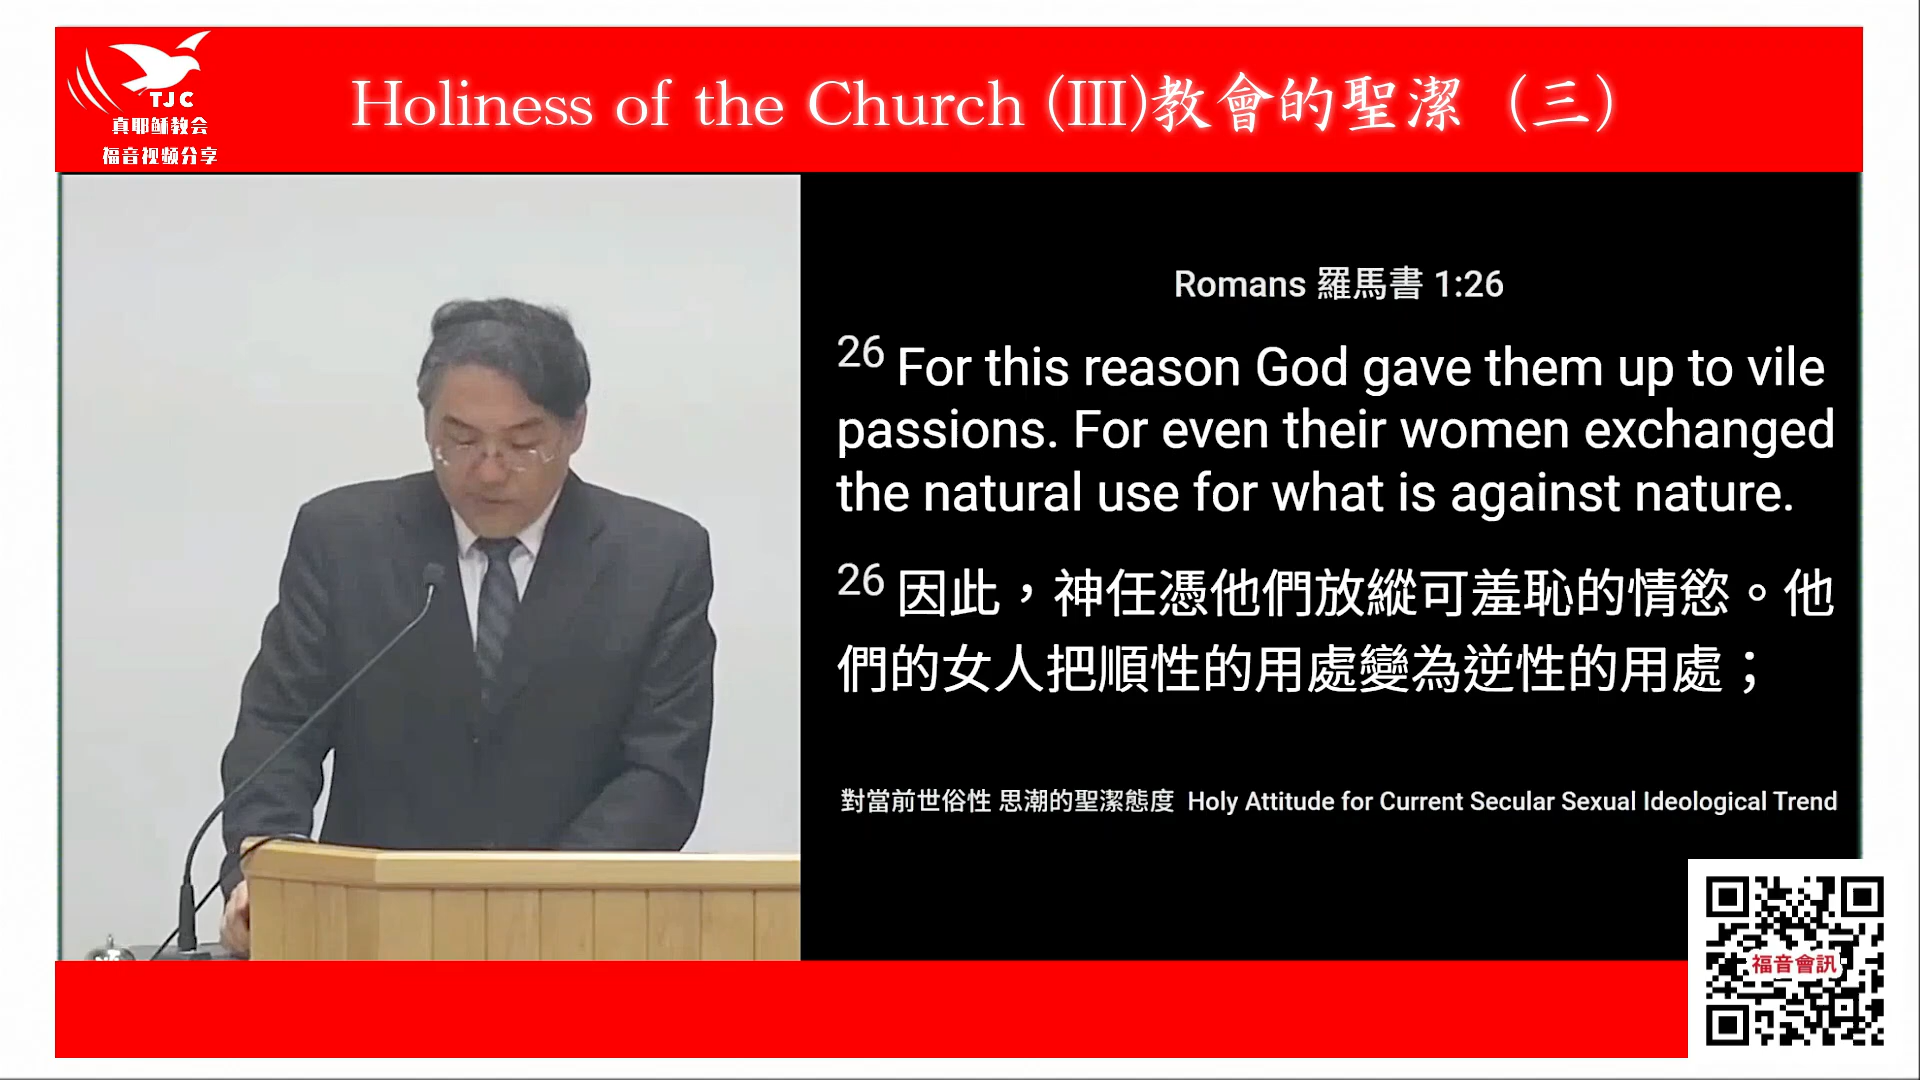 TJC
真耶稣教会
福音视频分享
Holiness of the Church (III)教會的聖潔（三）
Romans 羅馬書 1:26
26 For this reason God gave them up to vile
passions. For even their women exchanged
the natural use for what is against nature.
26 因此，神任憑他們放縱可羞恥的情慾。他
們的女人把順性的用處變為逆性的用處；
對當前世俗性 思潮的聖潔態度 Holy Attitude for Current Secular Sexual Ideological Trend
福音會訊